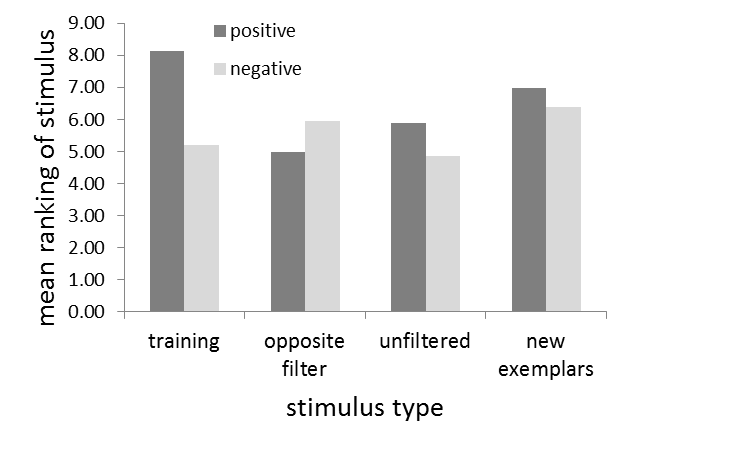 mean ranking of stimulus
9.00
8.00
7.00
6.00
5.00
4.00
3.00
2.00
1.00
0.00
positive
negative
training
opposite
filter
unfiltered
new
exemplars
stimulus type